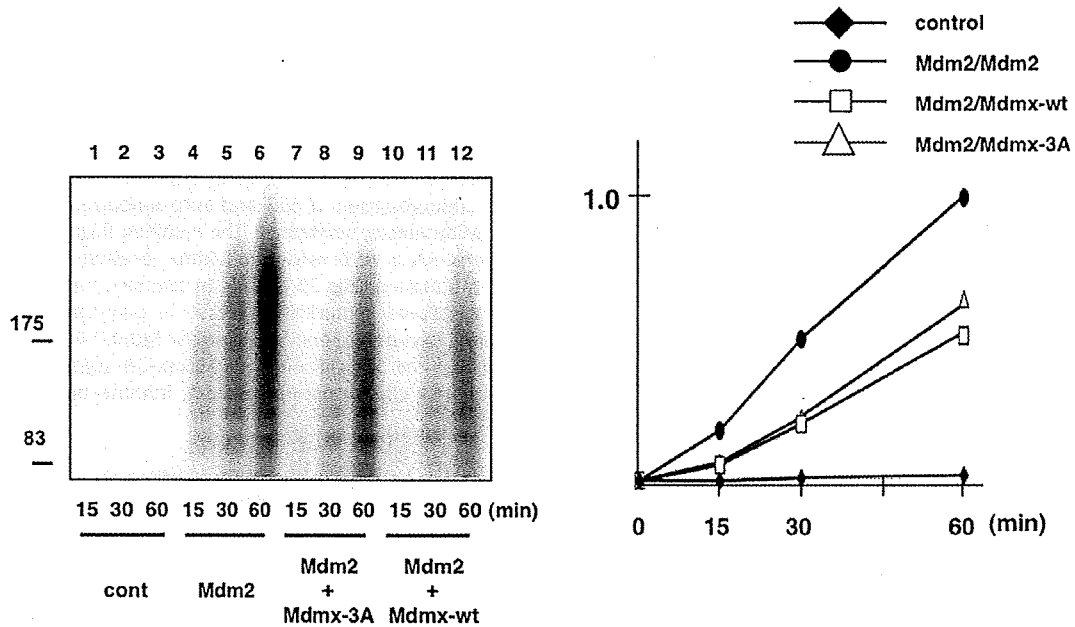 control
Mdm2/Mdm2
Mdm2/Mdmx-wt
Mdm2/Mdmx-3A
1 2 3 4 5 6 7 8 9 10 11 12
175
83
15 30 60 15 30 60 15 30 60 15 30 60 (min)
cont
Mdm2
Mdm2
+
Mdmx-3A
Mdm2
+
Mdmx-wt
1.0
0 15 30 60 (min)